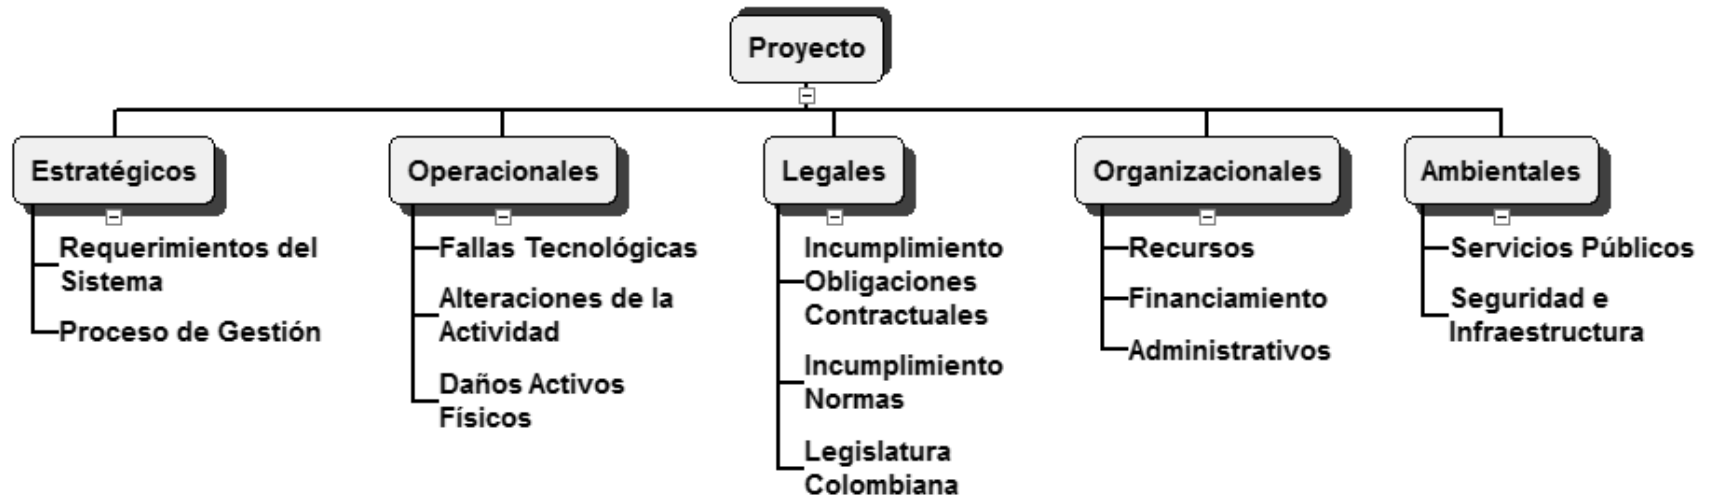 Proyecto
Estratégicos
Requerimientos del
Sistema
Proceso de Gestión
Operacionales
Fallas Tecnológicas
Alteraciones de la
Actividad
Daños Activos
Físicos
Legales
Incumplimiento
Obligaciones
Contractuales
Incumplimiento
Normas
Legislatura
Colombiana
Organizacionales
Recursos
Financiamiento
Administrativos
Ambientales
Servicios Públicos
Seguridad e
Infraestructura